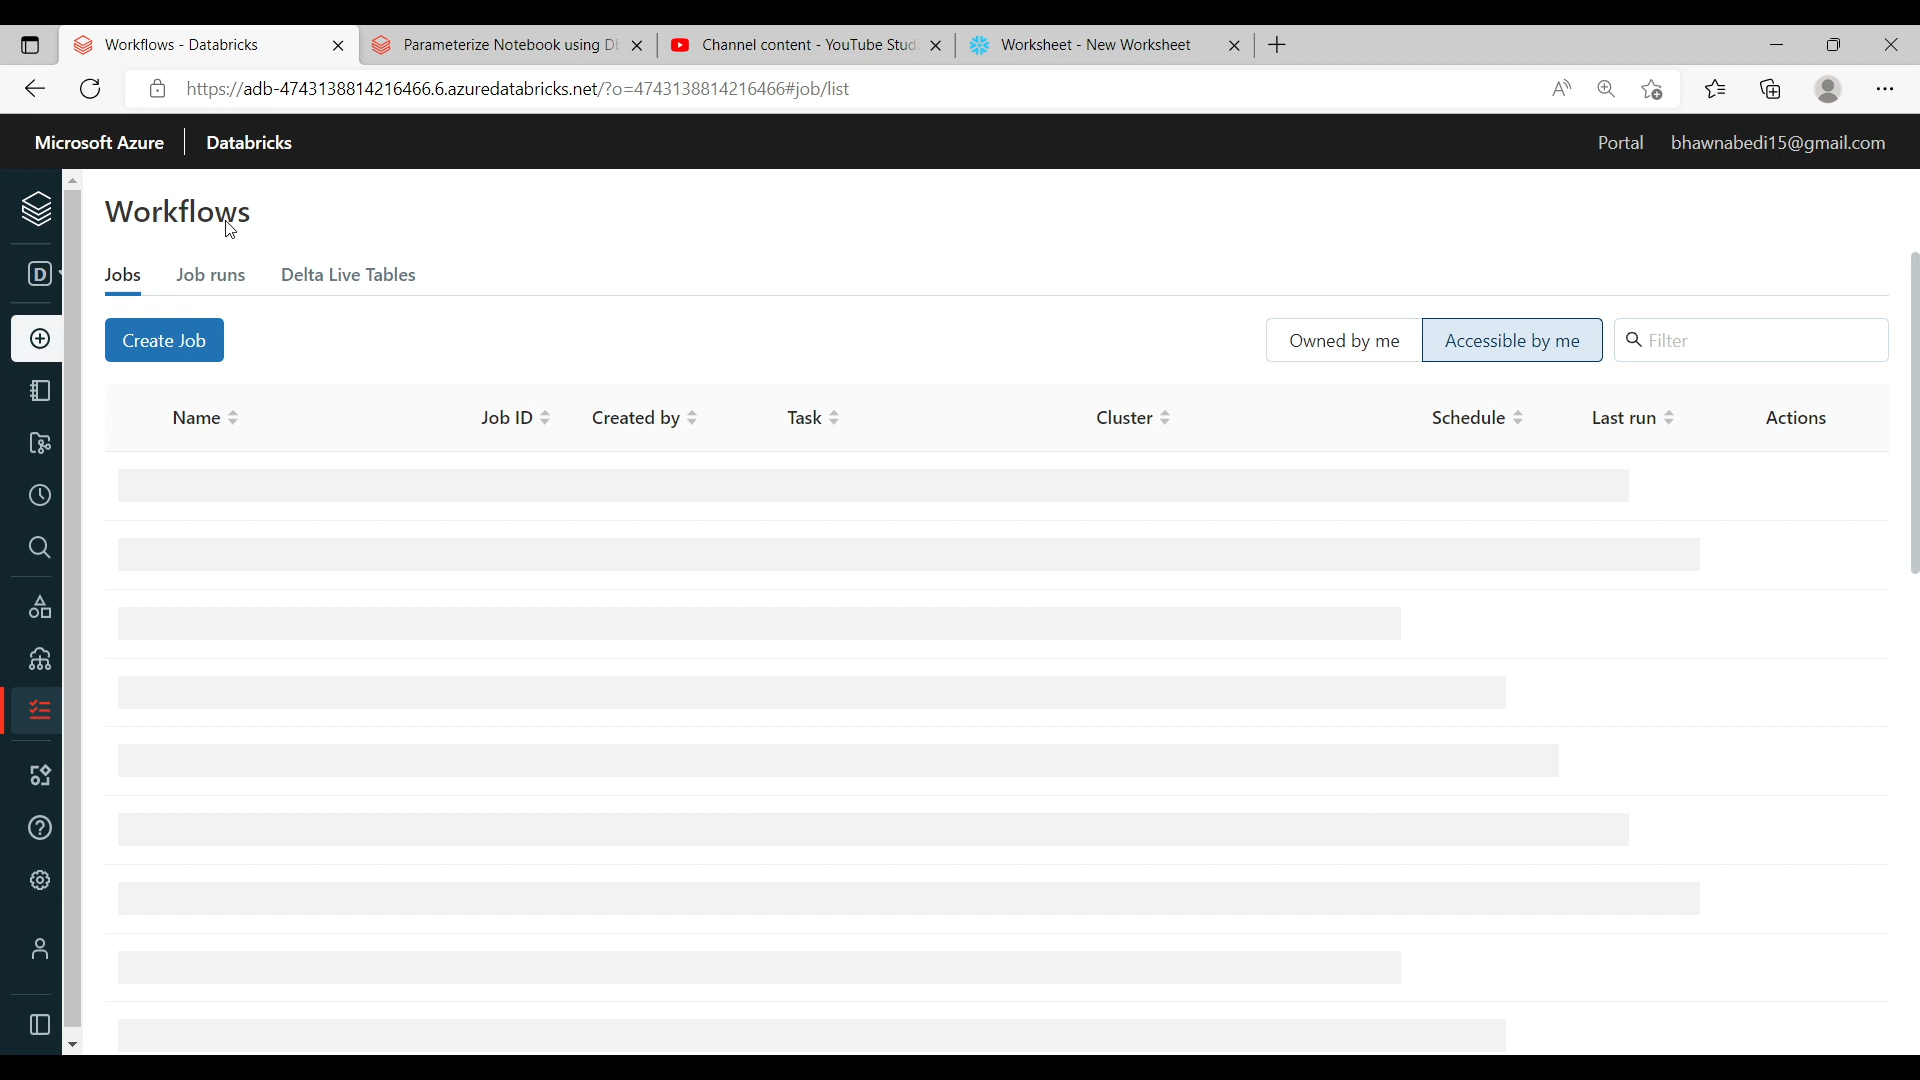 Workflows - Databricks
Parameterize Notebook using D
Channel content - YouTube Stud
Worksheet - New Worksheet
https://adb-4743138814216466.6.azuredatabricks.net/?o=4743138814216466#job/list
Microsoft Azure
Databricks
Portal
bhawnabedi15@gmail.com
D
Workflows
Jobs
Job runs
Delta Live Tables
Create Job
Owned by me
Accessible by me
Filter
Name
Job ID
Created by
Task
Cluster
Schedule
Last run
Actions